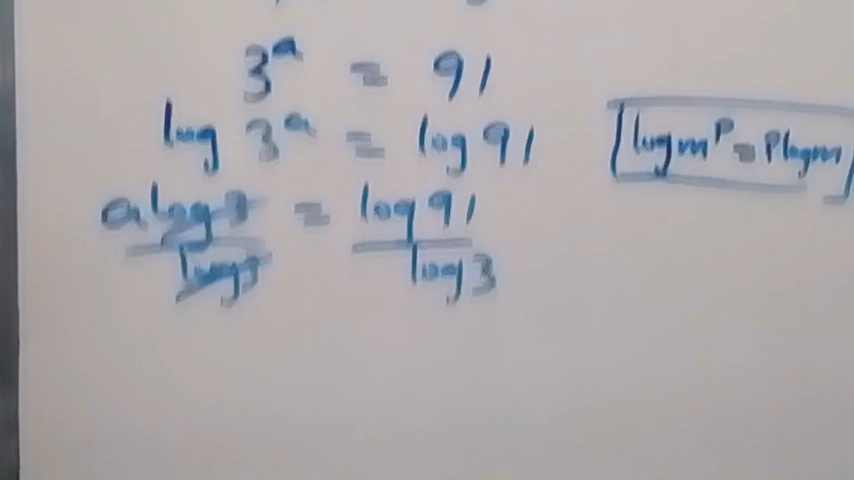 3^a = 91
log 3^a = log 91
[log m^p = p log m]
a log 3 = log 91
log 3 log 3